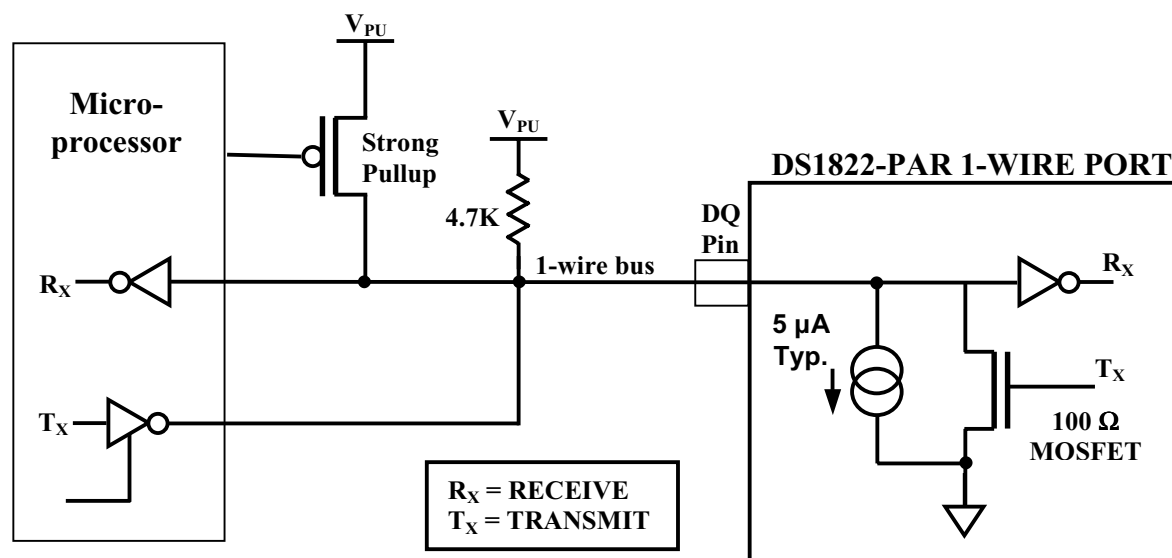 V_PU
Micro-
processor
Strong
Pullup
V_PU
4.7K
DS1822-PAR 1-WIRE PORT
DQ
Pin
1-wire bus
R_X
R_X
5 µA
Typ.
T_X
T_X
100 Ω
MOSFET
R_X = RECEIVE
T_X = TRANSMIT